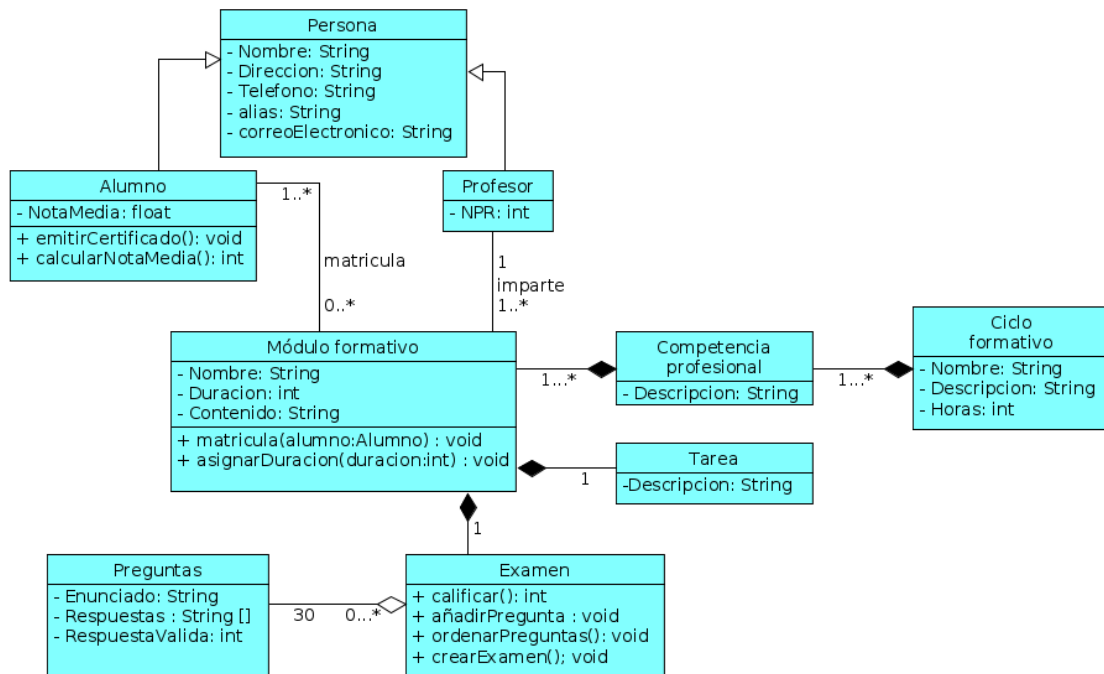 Persona
- Nombre: String
- Direccion: String
- Telefono: String
- alias: String
- correoElectronico: String
Alumno
- NotaMedia: float
+ emitirCertificado(): void
+ calcularNotaMedia(): int
1..*
matricula
0..*
Profesor
- NPR: int
1
imparte
1..*
Módulo formativo
- Nombre: String
- Duracion: int
- Contenido: String
+ matricula(alumno:Alumno) : void
+ asignarDuracion(duracion:int) : void
1...*
Competencia
profesional
- Descripcion: String
1...*
Ciclo
formativo
- Nombre: String
- Descripcion: String
- Horas: int
1
Tarea
-Descripcion: String
1
Preguntas
- Enunciado: String
- Respuestas : String []
- RespuestaValida: int
30
0...*
Examen
+ calificar(): int
+ añadirPregunta : void
+ ordenarPreguntas(): void
+ crearExamen(); void